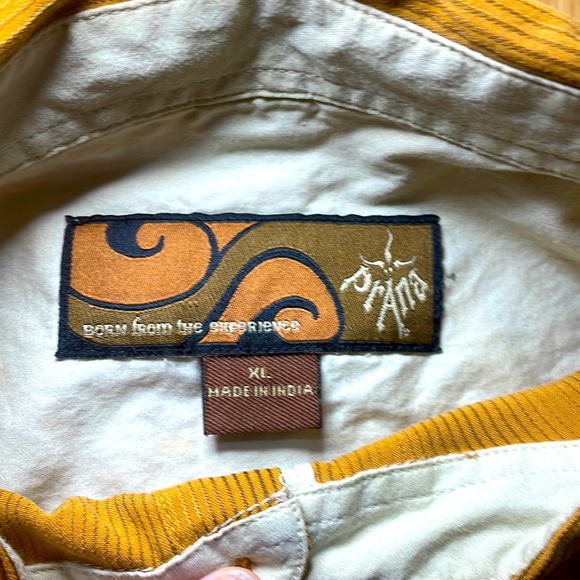 prAna
BORN from the experience
XL
MADE IN INDIA